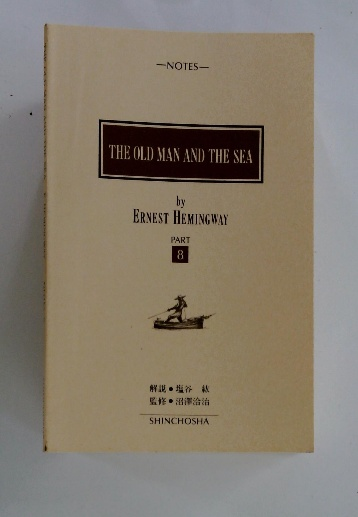 —NOTES—
THE OLD MAN AND THE SEA
by
ERNEST HEMINGWAY
PART
8
解説●塩谷 紘
監修●沼澤洽治
SHINCHOSHA